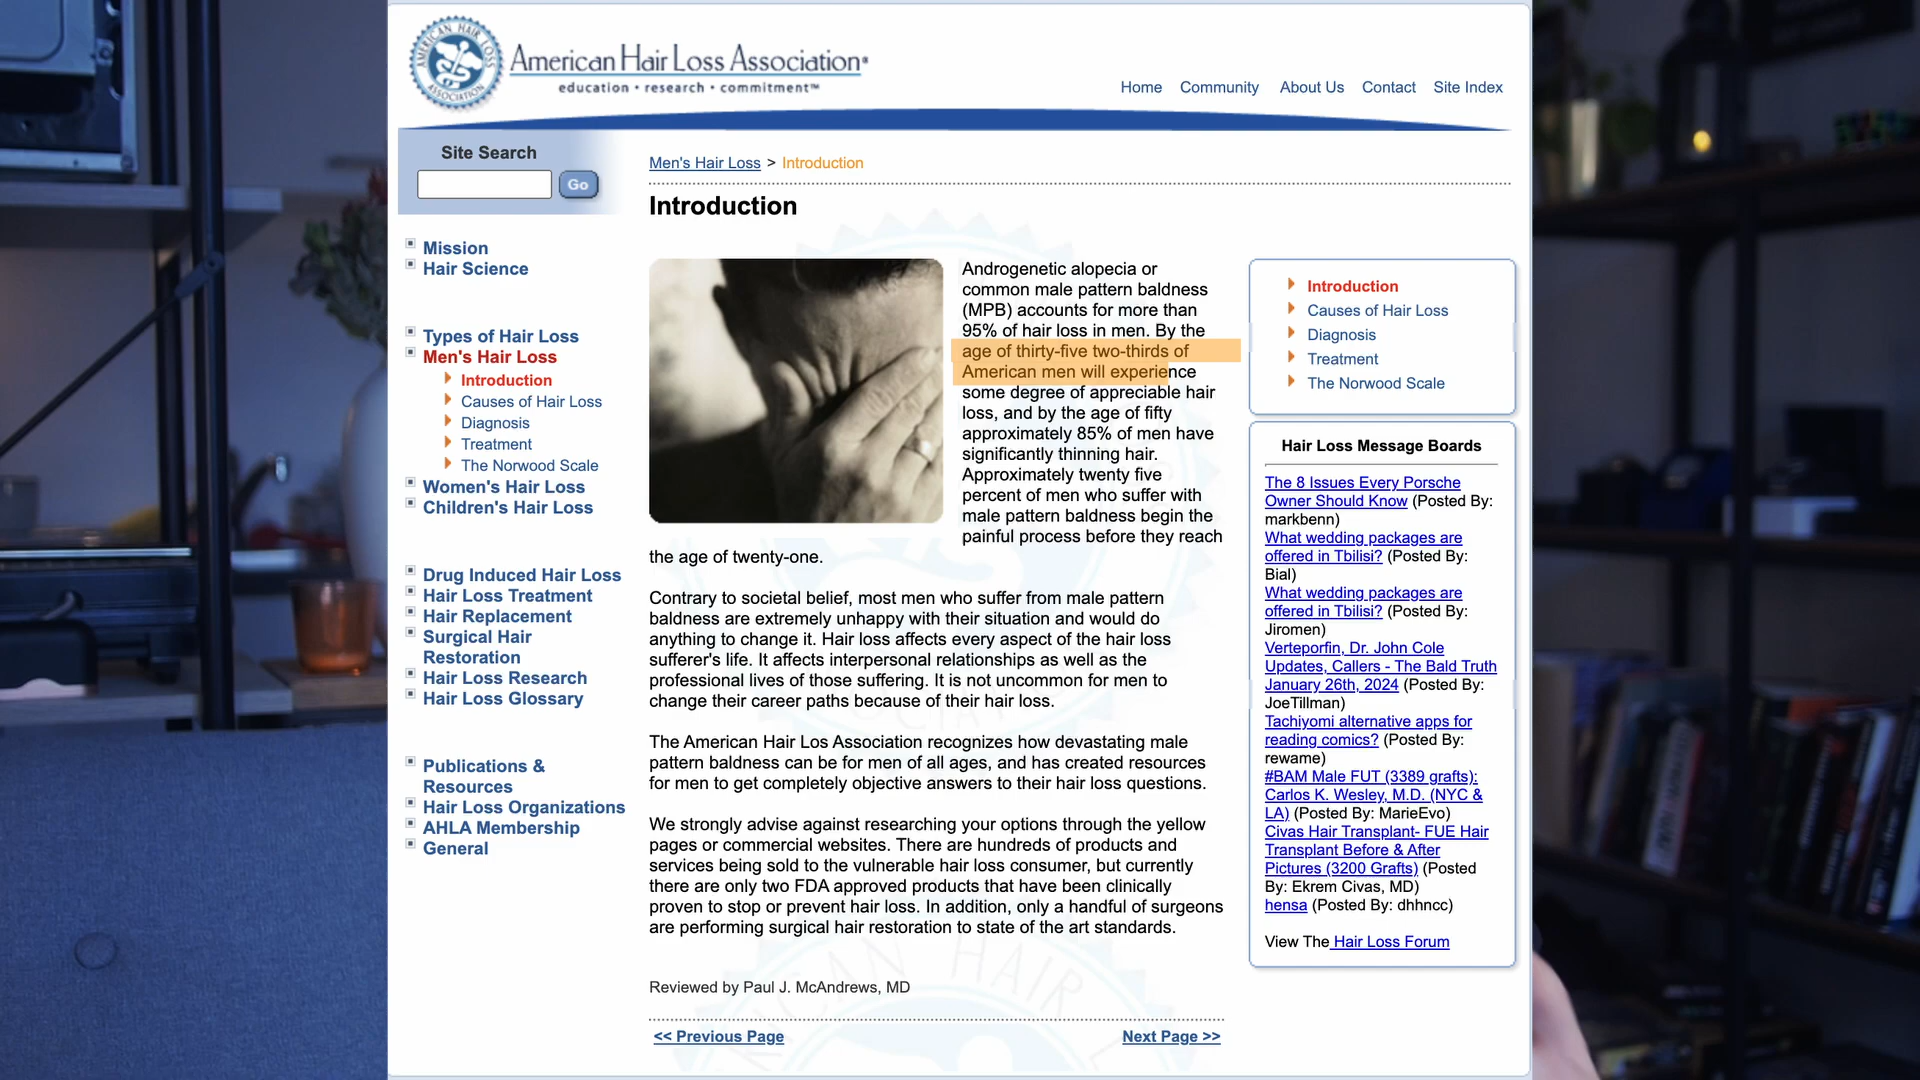 AMERICAN HAIR LOSS ASSOCIATION
American Hair Loss Association®
education • research • commitment™
Home Community About Us Contact Site Index
Site Search
Go
Mission
Hair Science
Types of Hair Loss
Men's Hair Loss
Introduction
Causes of Hair Loss
Diagnosis
Treatment
The Norwood Scale
Women's Hair Loss
Children's Hair Loss
Drug Induced Hair Loss
Hair Loss Treatment
Hair Replacement
Surgical Hair
Restoration
Hair Loss Research
Hair Loss Glossary
Publications &
Resources
Hair Loss Organizations
AHLA Membership
General
Men's Hair Loss > Introduction
Introduction
Androgenetic alopecia or
common male pattern baldness
(MPB) accounts for more than
95% of hair loss in men. By the
age of thirty-five two-thirds of
American men will experience
some degree of appreciable hair
loss, and by the age of fifty
approximately 85% of men have
significantly thinning hair.
Approximately twenty five
percent of men who suffer with
male pattern baldness begin the
painful process before they reach
the age of twenty-one.
Contrary to societal belief, most men who suffer from male pattern
baldness are extremely unhappy with their situation and would do
anything to change it. Hair loss affects every aspect of the hair loss
sufferer's life. It affects interpersonal relationships as well as the
professional lives of those suffering. It is not uncommon for men to
change their career paths because of their hair loss.
The American Hair Los Association recognizes how devastating male
pattern baldness can be for men of all ages, and has created resources
for men to get completely objective answers to their hair loss questions.
We strongly advise against researching your options through the yellow
pages or commercial websites. There are hundreds of products and
services being sold to the vulnerable hair loss consumer, but currently
there are only two FDA approved products that have been clinically
proven to stop or prevent hair loss. In addition, only a handful of surgeons
are performing surgical hair restoration to state of the art standards.
Reviewed by Paul J. McAndrews, MD
<< Previous Page
Next Page >>
Introduction
Causes of Hair Loss
Diagnosis
Treatment
The Norwood Scale
Hair Loss Message Boards
The 8 Issues Every Porsche
Owner Should Know (Posted By:
markbenn)
What wedding packages are
offered in Tbilisi? (Posted By:
Bial)
What wedding packages are
offered in Tbilisi? (Posted By:
Jiromen)
Verteporfin, Dr. John Cole
Updates, Callers - The Bald Truth
January 26th, 2024 (Posted By:
JoeTillman)
Tachiyomi alternative apps for
reading comics? (Posted By:
rewame)
#BAM Male FUT (3389 grafts):
Carlos K. Wesley, M.D. (NYC &
LA) (Posted By: MarieEvo)
Civas Hair Transplant- FUE Hair
Transplant Before & After
Pictures (3200 Grafts) (Posted
By: Ekrem Civas, MD)
hensa (Posted By: dhhncc)
View The Hair Loss Forum